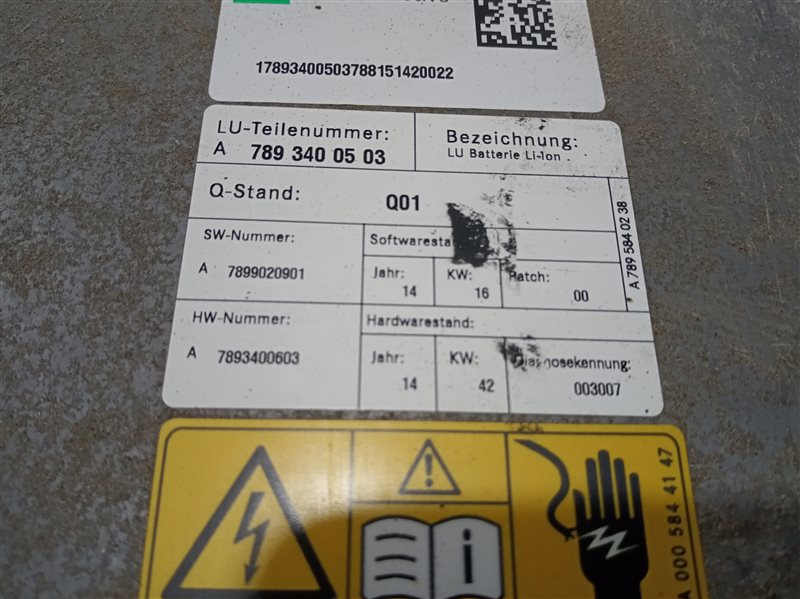 17893400503788151420022
LU-Teilenummer:
A 789 340 05 03
Bezeichnung:
LU Batterie Li-Ion
Q-Stand:
Q01
SW-Nummer:
A 7899020901
Jahr:
14
KW:
16
Patch:
00
A 789 584 02 38
HW-Nummer:
A 7893400603
Hardwarestand:
Jahr:
14
KW:
42
Diagnosekennung:
003007
A 000 584 41 47